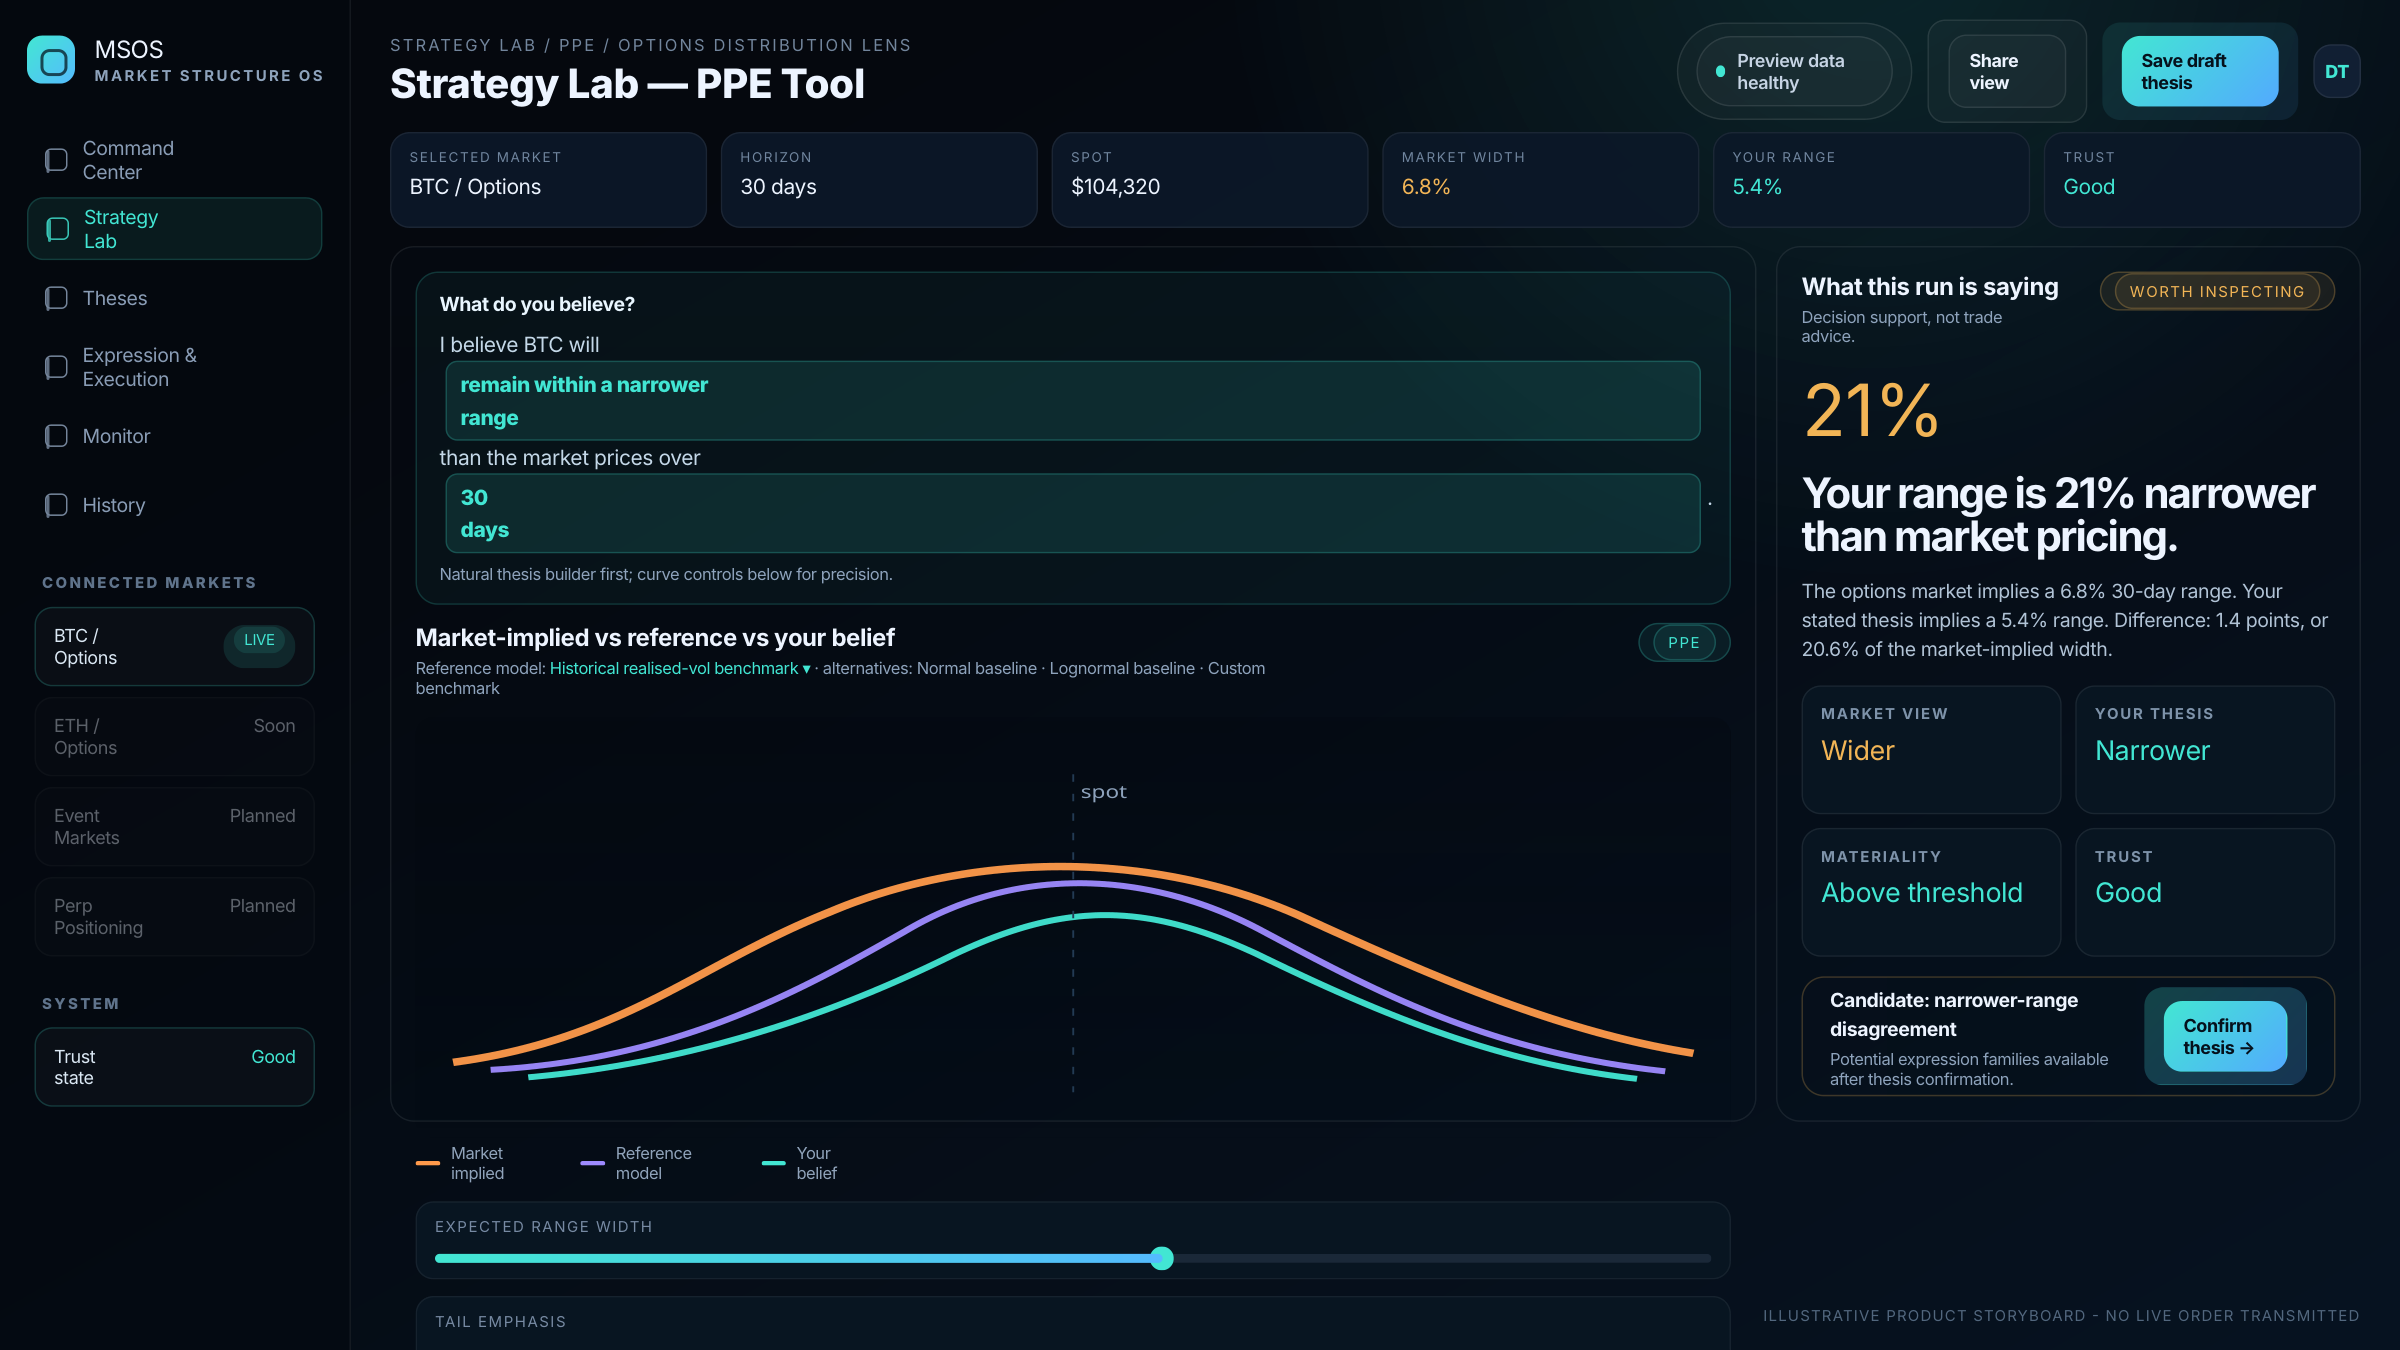 MSOS
MARKET STRUCTURE OS
Command
Center
Strategy
Lab
Theses
Expression &
Execution
Monitor
History
CONNECTED MARKETS
BTC /
Options
LIVE
ETH /
Options
Soon
Event
Markets
Planned
Perp
Positioning
Planned
SYSTEM
Trust
state
Good
STRATEGY LAB / PPE / OPTIONS DISTRIBUTION LENS
Strategy Lab — PPE Tool
Preview data
healthy
Share
view
Save draft
thesis
DT
SELECTED MARKET
BTC / Options
HORIZON
30 days
SPOT
$104,320
MARKET WIDTH
6.8%
YOUR RANGE
5.4%
TRUST
Good
What do you believe?
I believe BTC will
remain within a narrower
range
than the market prices over
30
days
.
Natural thesis builder first; curve controls below for precision.
Market-implied vs reference vs your belief
Reference model: Historical realised-vol benchmark ▾ · alternatives: Normal baseline · Lognormal baseline · Custom
benchmark
PPE
spot
Market
implied
Reference
model
Your
belief
EXPECTED RANGE WIDTH
TAIL EMPHASIS
What this run is saying
Decision support, not trade
advice.
WORTH INSPECTING
21%
Your range is 21% narrower
than market pricing.
The options market implies a 6.8% 30-day range. Your
stated thesis implies a 5.4% range. Difference: 1.4 points, or
20.6% of the market-implied width.
MARKET VIEW
Wider
YOUR THESIS
Narrower
MATERIALITY
Above threshold
TRUST
Good
Candidate: narrower-range
disagreement
Potential expression families available
after thesis confirmation.
Confirm
thesis →
ILLUSTRATIVE PRODUCT STORYBOARD - NO LIVE ORDER TRANSMITTED